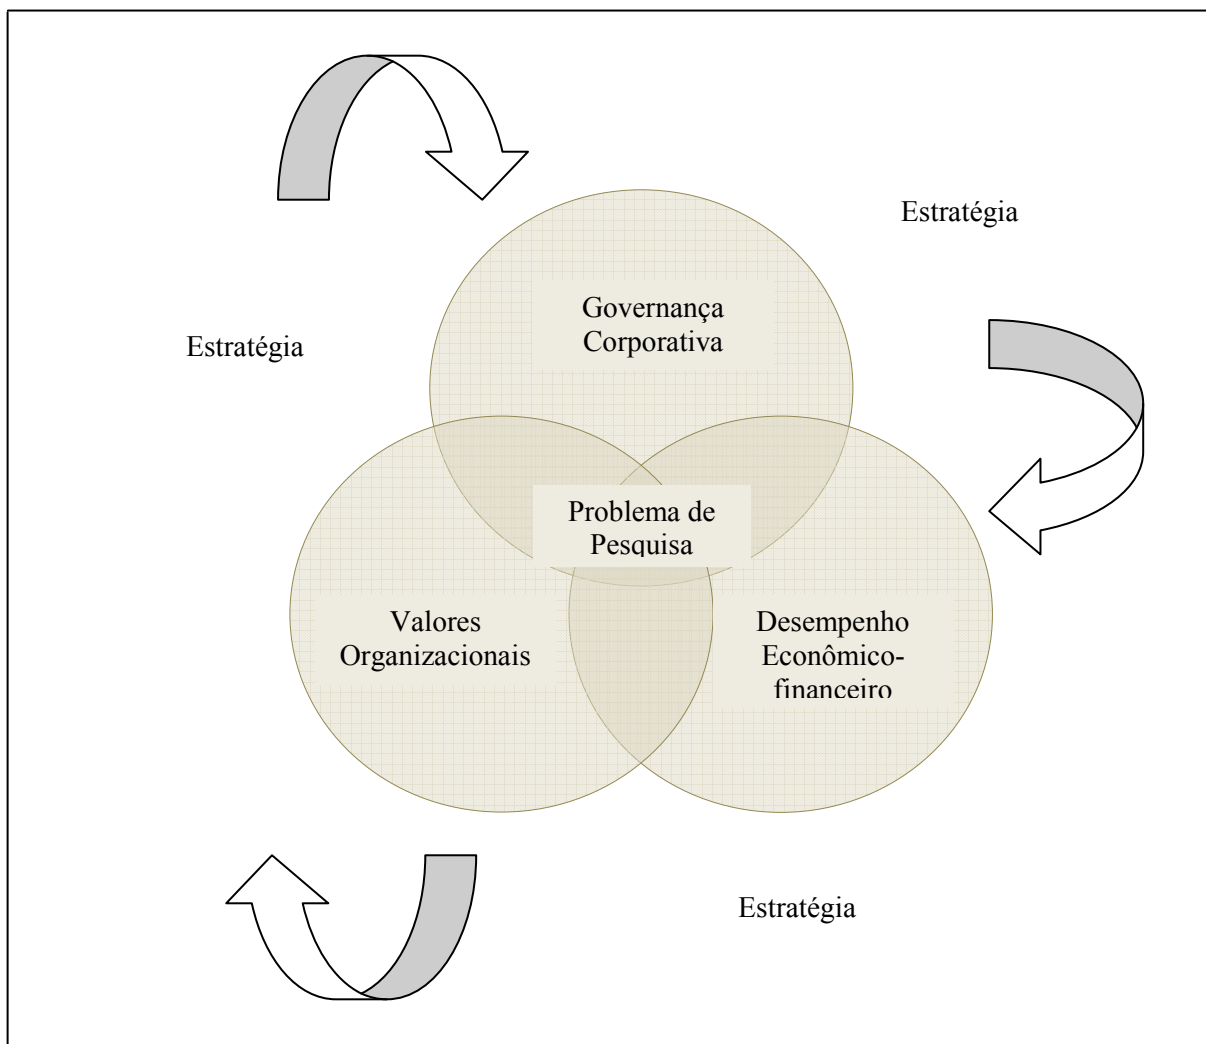 Estratégia
Governança
Corporativa
Estratégia
Problema de
Pesquisa
Valores
Organizacionais
Desempenho
Econômico-
financeiro
Estratégia